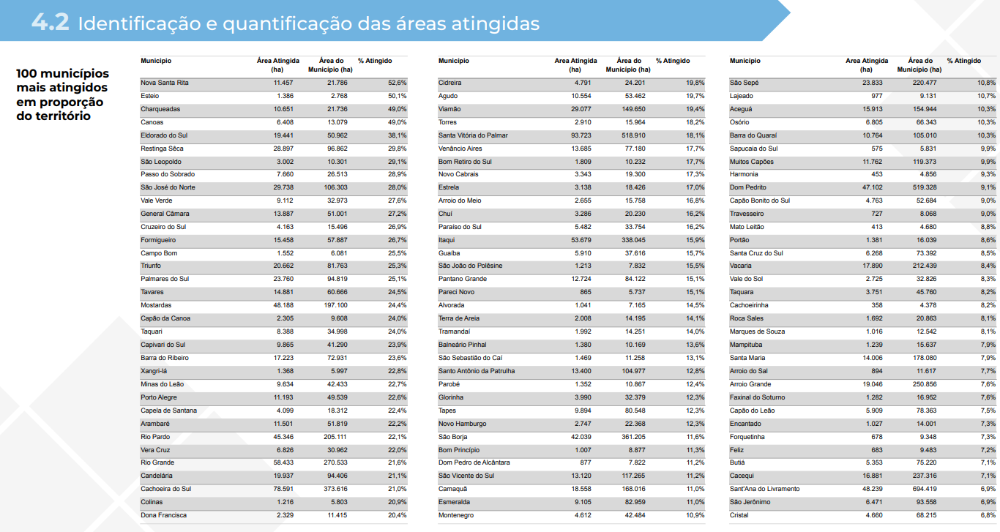 4.2 Identificação e quantificação das áreas atingidas
100 municípios
mais atingidos
em proporção
do território
Município Área Atingida (ha) Área do Município (ha) % Atingido
Nova Santa Rita 11.457 21.786 52,6%
Esteio 1.386 2.768 50,1%
Charqueadas 10.651 21.736 49,0%
Canoas 6.408 13.079 49,0%
Eldorado do Sul 19.441 50.962 38,1%
Restinga Sêca 28.897 96.862 29,8%
São Leopoldo 3.002 10.301 29,1%
Passo do Sobrado 7.660 26.513 28,9%
São José do Norte 29.738 106.303 28,0%
Vale Verde 9.112 32.973 27,6%
General Câmara 13.887 51.001 27,2%
Cruzeiro do Sul 4.163 15.496 26,9%
Formigueiro 15.458 57.887 26,7%
Campo Bom 1.552 6.081 25,5%
Triunfo 20.662 81.763 25,3%
Palmares do Sul 23.760 94.819 25,1%
Tavares 14.881 60.666 24,5%
Mostardas 48.188 197.100 24,4%
Capão da Canoa 2.305 9.608 24,0%
Taquari 8.388 34.998 24,0%
Capivari do Sul 9.865 41.290 23,9%
Barra do Ribeiro 17.223 72.931 23,6%
Xangri-lá 1.368 5.997 22,8%
Minas do Leão 9.634 42.433 22,7%
Porto Alegre 11.193 49.539 22,6%
Capela de Santana 4.099 18.312 22,4%
Arambaré 11.501 51.819 22,2%
Rio Pardo 45.346 205.111 22,1%
Vera Cruz 6.826 30.962 22,0%
Rio Grande 58.433 270.533 21,6%
Candelária 19.937 94.406 21,1%
Cachoeira do Sul 78.591 373.616 21,0%
Colinas 1.216 5.803 20,9%
Dona Francisca 2.329 11.415 20,4%
Município Area Atingida (ha) Área do Município (ha) % Atingido
Cidreira 4.791 24.201 19,8%
Agudo 10.554 53.462 19,7%
Viamão 29.077 149.650 19,4%
Torres 2.910 15.964 18,2%
Santa Vitória do Palmar 93.723 518.910 18,1%
Venâncio Aires 13.685 77.180 17,7%
Bom Retiro do Sul 1.809 10.232 17,7%
Novo Cabrais 3.343 19.300 17,3%
Estrela 3.138 18.426 17,0%
Arroio do Meio 2.655 15.758 16,8%
Chuí 3.286 20.230 16,2%
Paraíso do Sul 5.482 33.754 16,2%
Itaqui 53.679 338.045 15,9%
Guaíba 5.910 37.616 15,7%
São João do Polêsine 1.213 7.832 15,5%
Pantano Grande 12.724 84.122 15,1%
Pareci Novo 865 5.737 15,1%
Alvorada 1.041 7.165 14,5%
Terra de Areia 2.008 14.195 14,1%
Tramandaí 1.992 14.251 14,0%
Balneário Pinhal 1.380 10.169 13,6%
São Sebastião do Caí 1.469 11.258 13,1%
Santo Antônio da Patrulha 13.400 104.977 12,8%
Parobé 1.352 10.867 12,4%
Glorinha 3.990 32.379 12,3%
Tapes 9.894 80.548 12,3%
Novo Hamburgo 2.747 22.368 12,3%
São Borja 42.039 361.205 11,6%
Bom Princípio 1.007 8.877 11,3%
Dom Pedro de Alcântara 877 7.822 11,2%
São Vicente do Sul 13.120 117.265 11,2%
Camaquã 18.558 168.016 11,0%
Esmeralda 9.105 82.959 11,0%
Montenegro 4.612 42.484 10,9%
Município Area Atingida (ha) Área do Município (ha) % Atingido
São Sepé 23.833 220.477 10,8%
Lajeado 977 9.131 10,7%
Aceguá 15.913 154.944 10,3%
Osório 6.805 66.343 10,3%
Barra do Quaraí 10.764 105.010 10,3%
Sapucaia do Sul 575 5.831 9,9%
Muitos Capões 11.762 119.373 9,9%
Harmonia 453 4.856 9,3%
Dom Pedrito 47.102 519.328 9,1%
Capão Bonito do Sul 4.763 52.684 9,0%
Travesseiro 727 8.068 9,0%
Mato Leitão 413 4.680 8,8%
Portão 1.381 16.039 8,6%
Santa Cruz do Sul 6.268 73.392 8,5%
Vacaria 17.890 212.439 8,4%
Vale do Sol 2.725 32.826 8,3%
Taquara 3.751 45.760 8,2%
Cachoeirinha 358 4.378 8,2%
Roca Sales 1.692 20.863 8,1%
Marques de Souza 1.016 12.542 8,1%
Mampituba 1.239 15.637 7,9%
Santa Maria 14.006 178.080 7,9%
Arroio do Sal 894 11.617 7,7%
Arroio Grande 19.046 250.856 7,6%
Faxinal do Soturno 1.282 16.952 7,6%
Capão do Leão 5.909 78.363 7,5%
Encantado 1.027 14.001 7,3%
Forquetinha 678 9.348 7,3%
Feliz 683 9.483 7,2%
Butiá 5.353 75.220 7,1%
Cacequi 16.881 237.316 7,1%
Sant'Ana do Livramento 48.239 694.419 6,9%
São Jerônimo 6.471 93.558 6,9%
Cristal 4.660 68.215 6,8%